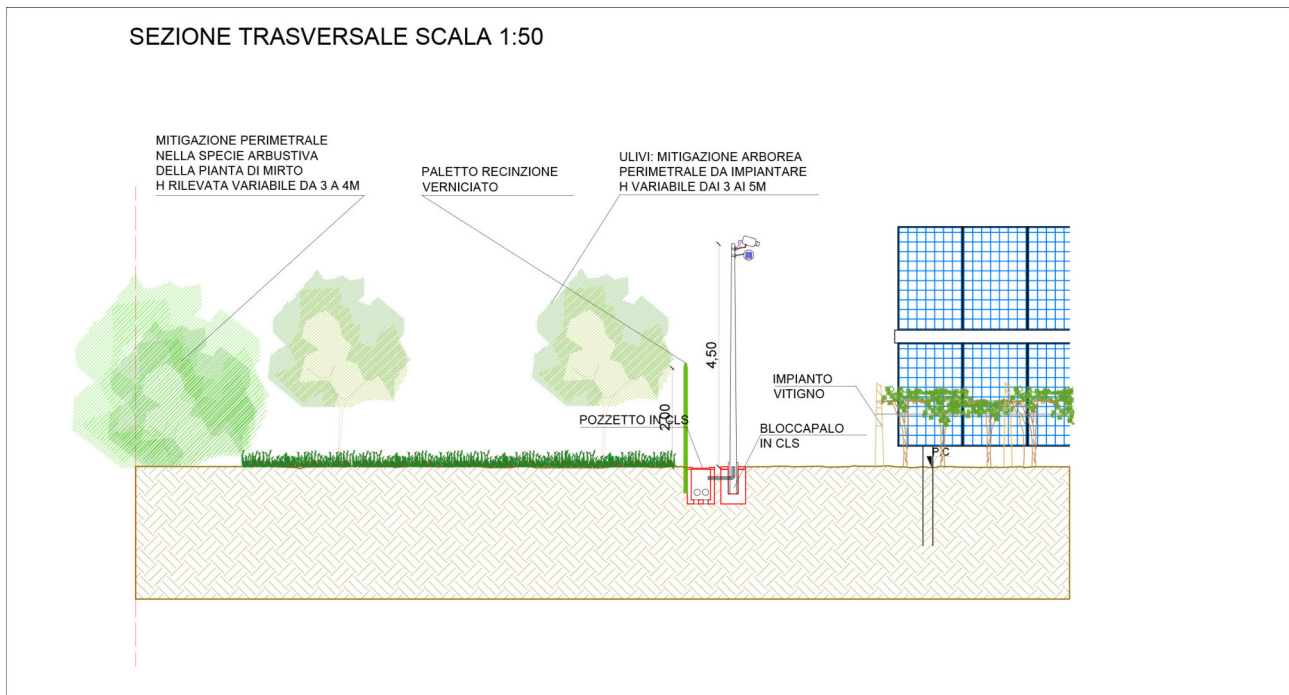 SEZIONE TRASVERSALE SCALA 1:50
MITIGAZIONE PERIMETRALE
NELLA SPECIE ARBUSTIVA
DELLA PIANTA DI MIRTO
H RILEVATA VARIABILE DA 3 A 4M
PALETTO RECINZIONE
VERNICIATO
ULIVI: MITIGAZIONE ARBOREA
PERIMETRALE DA IMPIANTARE
H VARIABILE DAI 3 AI 5M
4,50
2,00
POZZETTO IN CLS
IMPIANTO
VITIGNO
BLOCCAPALO
IN CLS
P.C